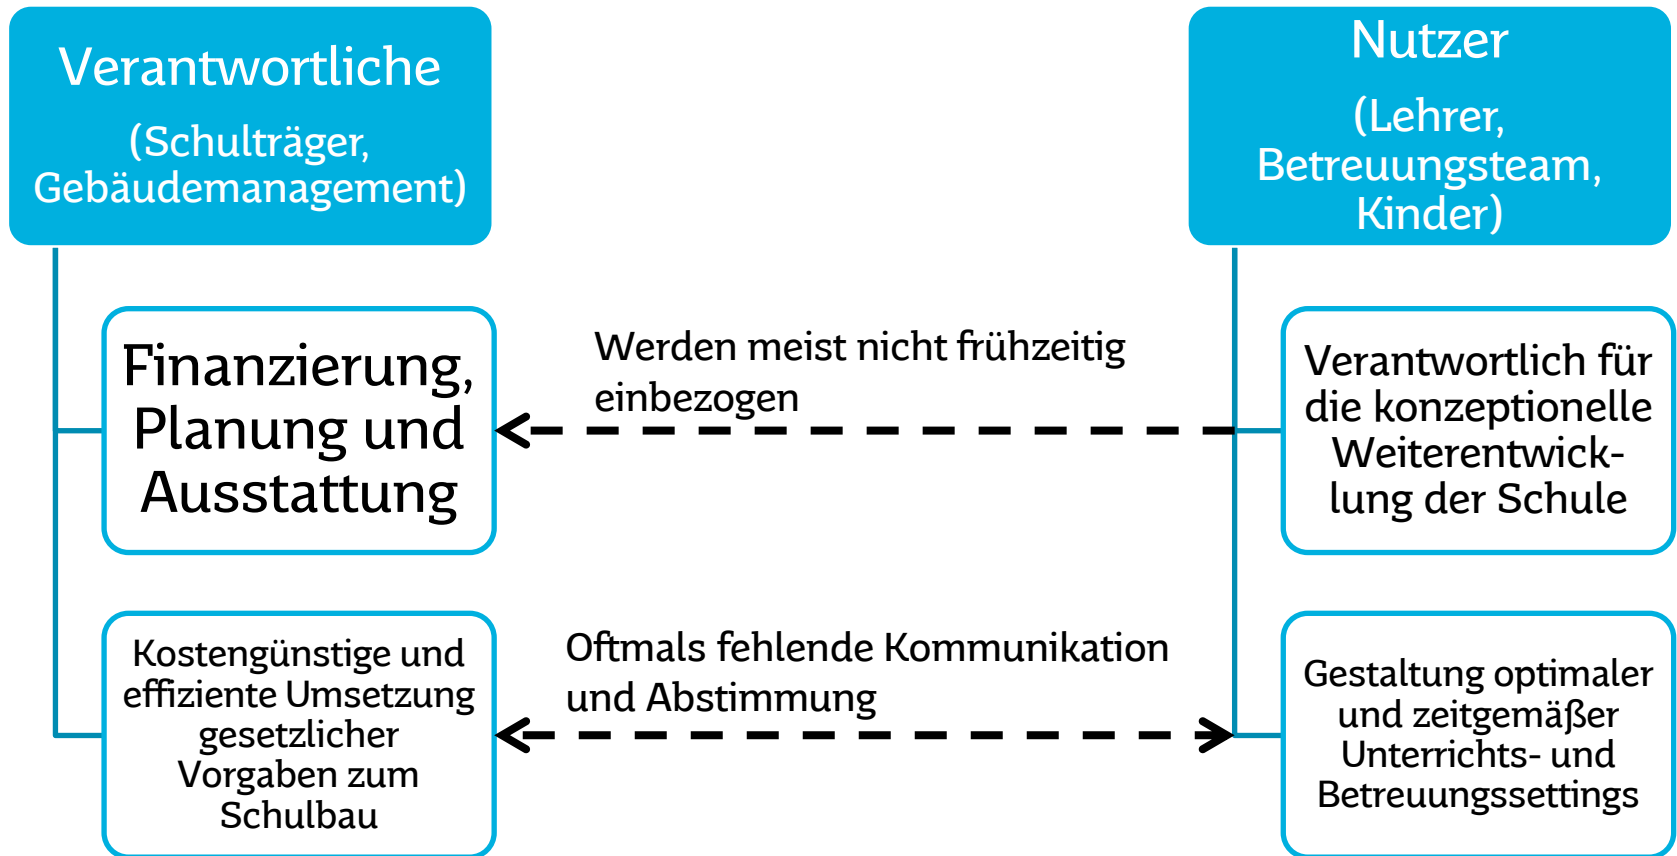 Verantwortliche
(Schulträger,
Gebäudemanagement)
Finanzierung,
Planung und
Ausstattung
Kostengünstige und
effiziente Umsetzung
gesetzlicher
Vorgaben zum
Schulbau
Werden meist nicht frühzeitig
einbezogen
Oftmals fehlende Kommunikation
und Abstimmung
Nutzer
(Lehrer,
Betreuungsteam,
Kinder)
Verantwortlich für
die konzeptionelle
Weiterentwick-
lung der Schule
Gestaltung optimaler
und zeitgemäßer
Unterrichts- und
Betreuungssettings